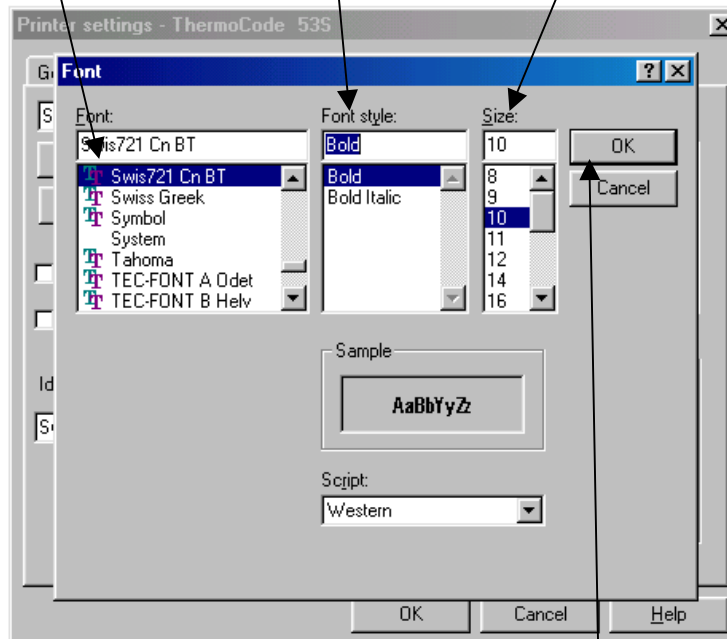 Printer settings - ThermoCode 53S
Font
Font:
Font style:
Size:
Swis721 Cn BT
Bold
10
OK
Cancel
Swis721 Cn BT
Swiss Greek
Symbol
System
Tahoma
TEC-FONT A Odet
TEC-FONT B Helv
Bold
Bold Italic
8
9
10
11
12
14
16
Sample
AaBbYyZz
Script:
Western
Id
OK
Cancel
Help